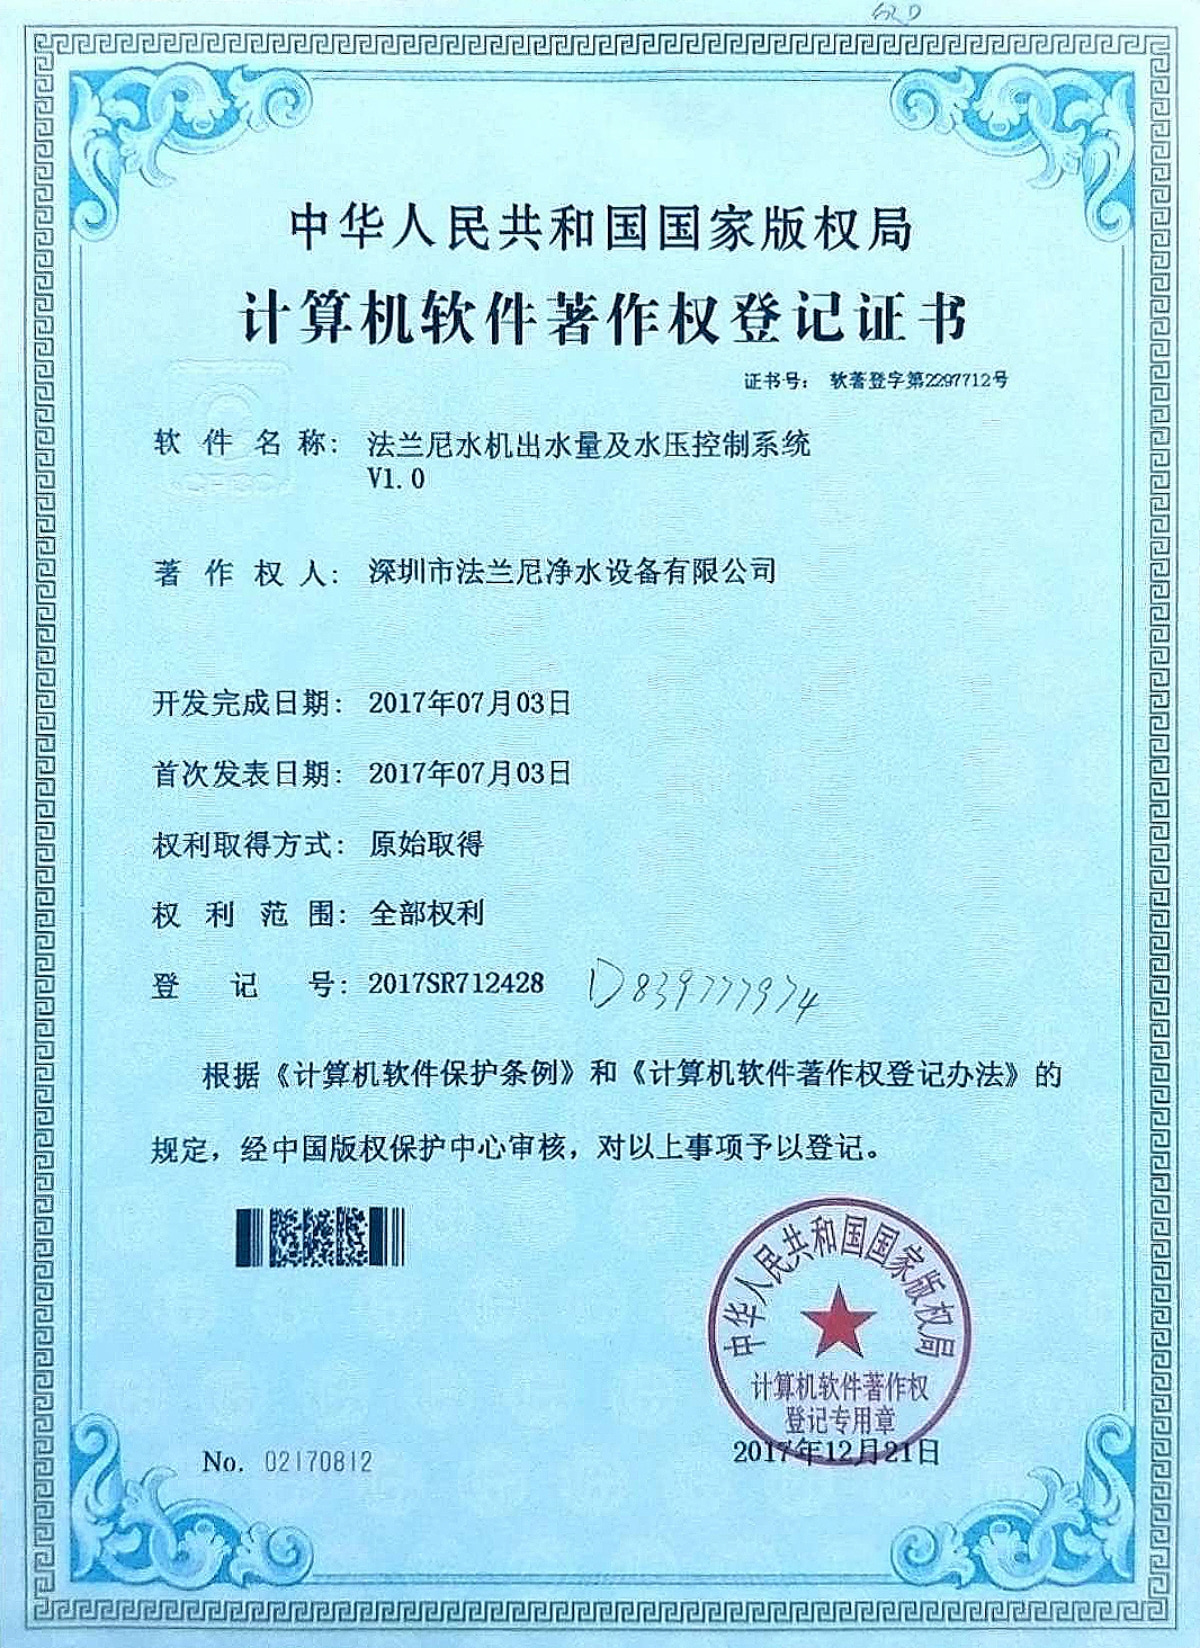 中华人民共和国国家版权局
计算机软件著作权登记证书
证书号： 软著登字第2297712号
软件名称： 法兰尼水机出水量及水压控制系统
V1.0
著作权人： 深圳市法兰尼净水设备有限公司
开发完成日期： 2017年07月03日
首次发表日期： 2017年07月03日
权利取得方式： 原始取得
权利范围： 全部权利
登记号： 2017SR712428 D839777974
根据《计算机软件保护条例》和《计算机软件著作权登记办法》的
规定，经中国版权保护中心审核，对以上事项予以登记。
中华人民共和国国家版权局
计算机软件著作权
登记专用章
No. 02170812
2017年12月21日